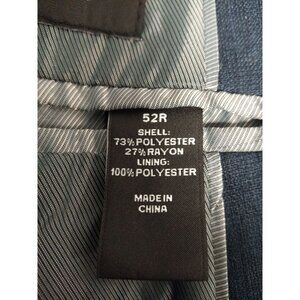 52R
SHELL:
73% POLYESTER
27% RAYON
LINING:
100% POLYESTER
MADE IN
CHINA